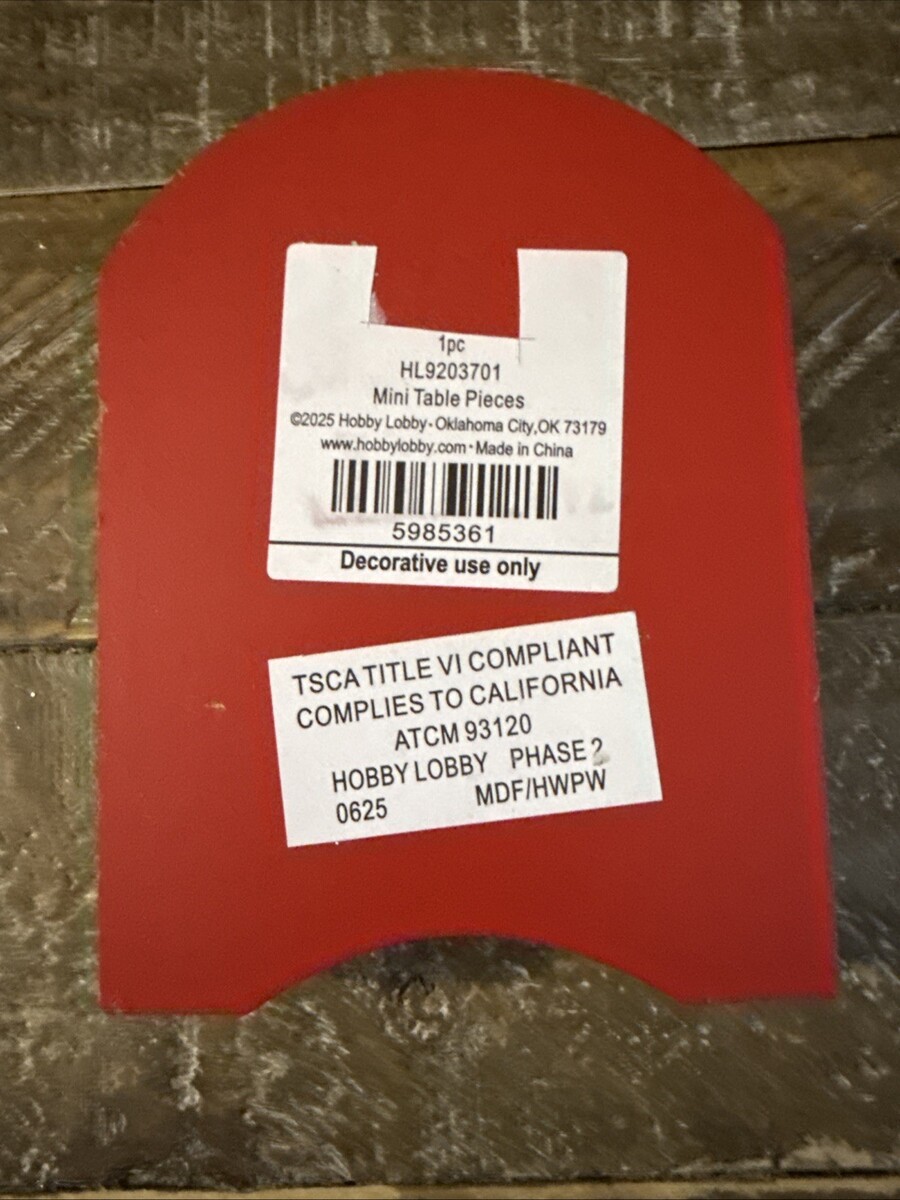 1pc
HL9203701
Mini Table Pieces
©2025 Hobby Lobby • Oklahoma City,OK 73179
www.hobbylobby.com • Made in China
5985361
Decorative use only
TSCA TITLE VI COMPLIANT
COMPLIES TO CALIFORNIA
ATCM 93120
HOBBY LOBBY PHASE 2
0625 MDF/HWPW